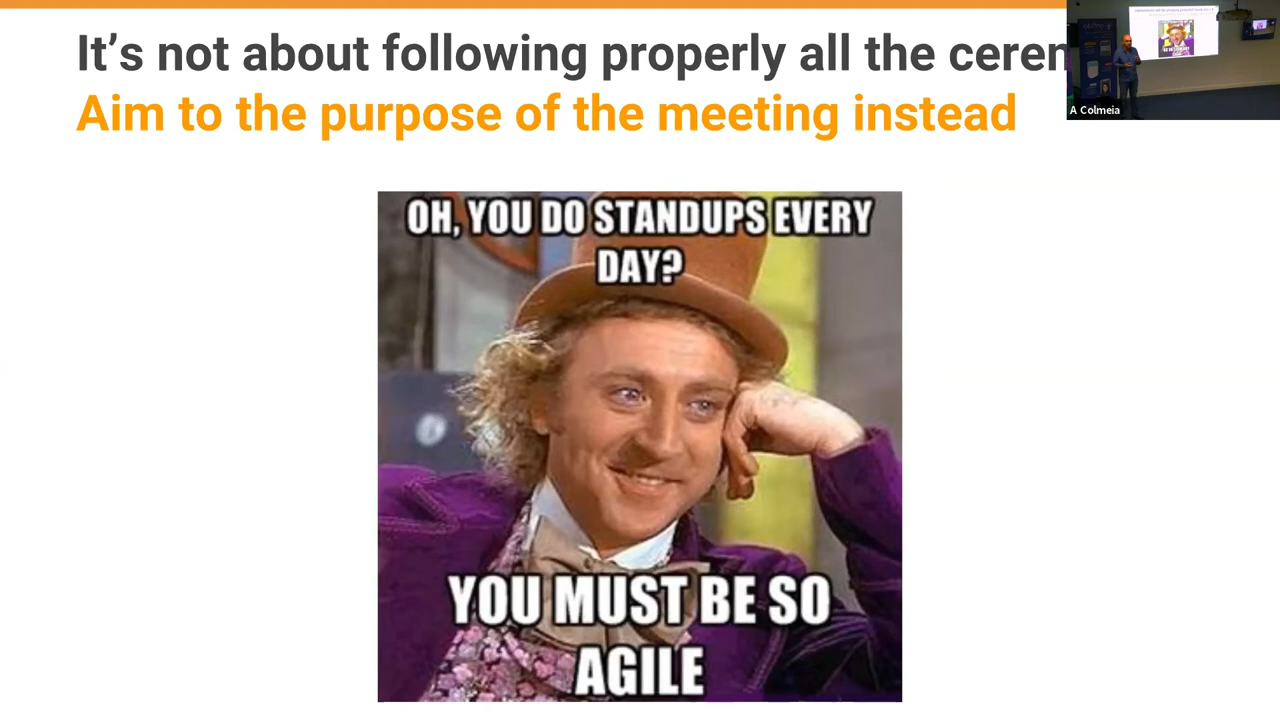 It’s not about following properly all the ceren
Aim to the purpose of the meeting instead
A Colmeia
OH, YOU DO STANDUPS EVERY
DAY?
YOU MUST BE SO
AGILE